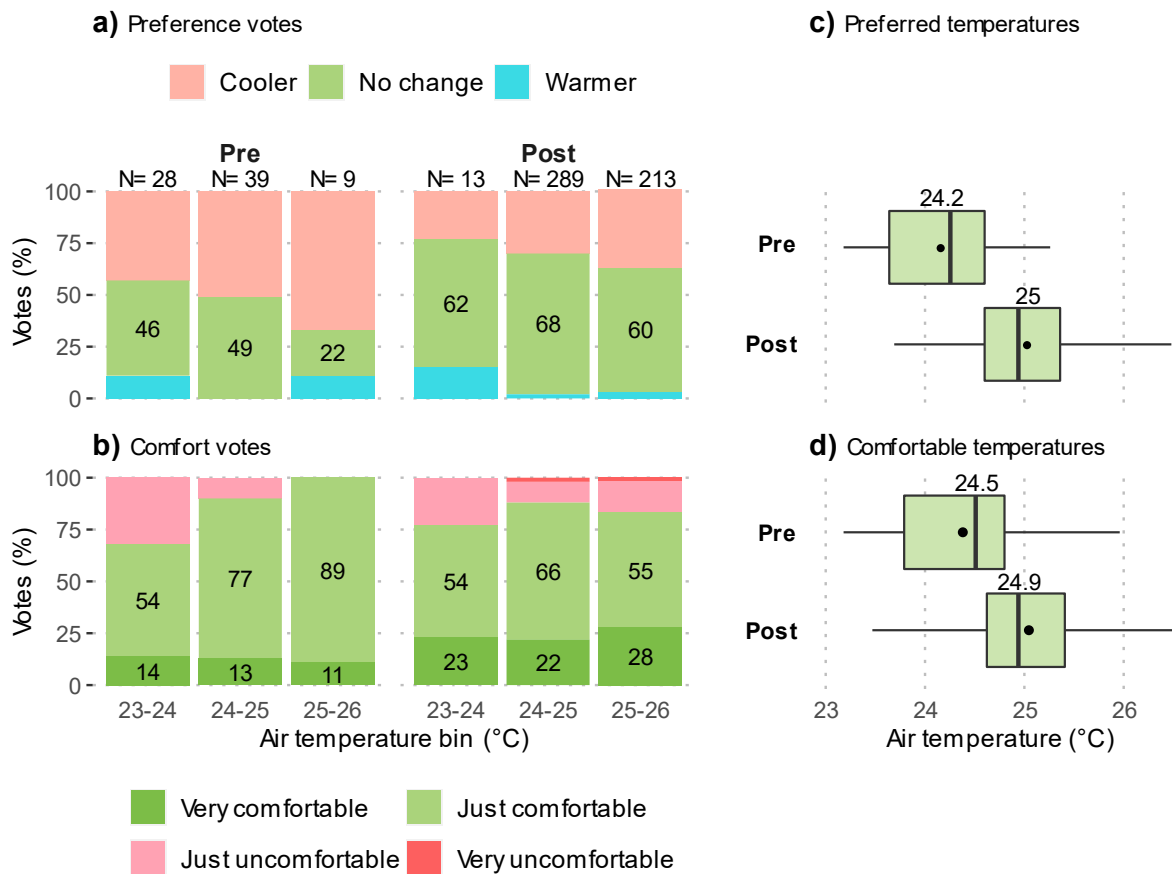 a) Preference votes
Cooler No change Warmer
Pre Post
N= 28 N= 39 N= 9 N= 13 N= 289 N= 213
100
75
50
25
0
Votes (%)
46 49 22 62 68 60
b) Comfort votes
100
75
50
25
0
Votes (%)
54 77 89 54 66 55
14 13 11 23 22 28
23-24 24-25 25-26 23-24 24-25 25-26
Air temperature bin (°C)
Very comfortable Just comfortable
Just uncomfortable Very uncomfortable
c) Preferred temperatures
24.2
Pre
25
Post
d) Comfortable temperatures
24.5
Pre
24.9
Post
23 24 25 26
Air temperature (°C)